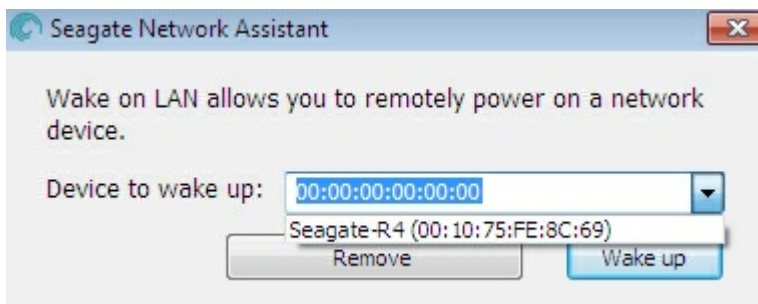 Seagate Network Assistant
Wake on LAN allows you to remotely power on a network
device.
Device to wake up: 00:00:00:00:00:00
Seagate-R4 (00:10:75:FE:8C:69)
Remove Wake up